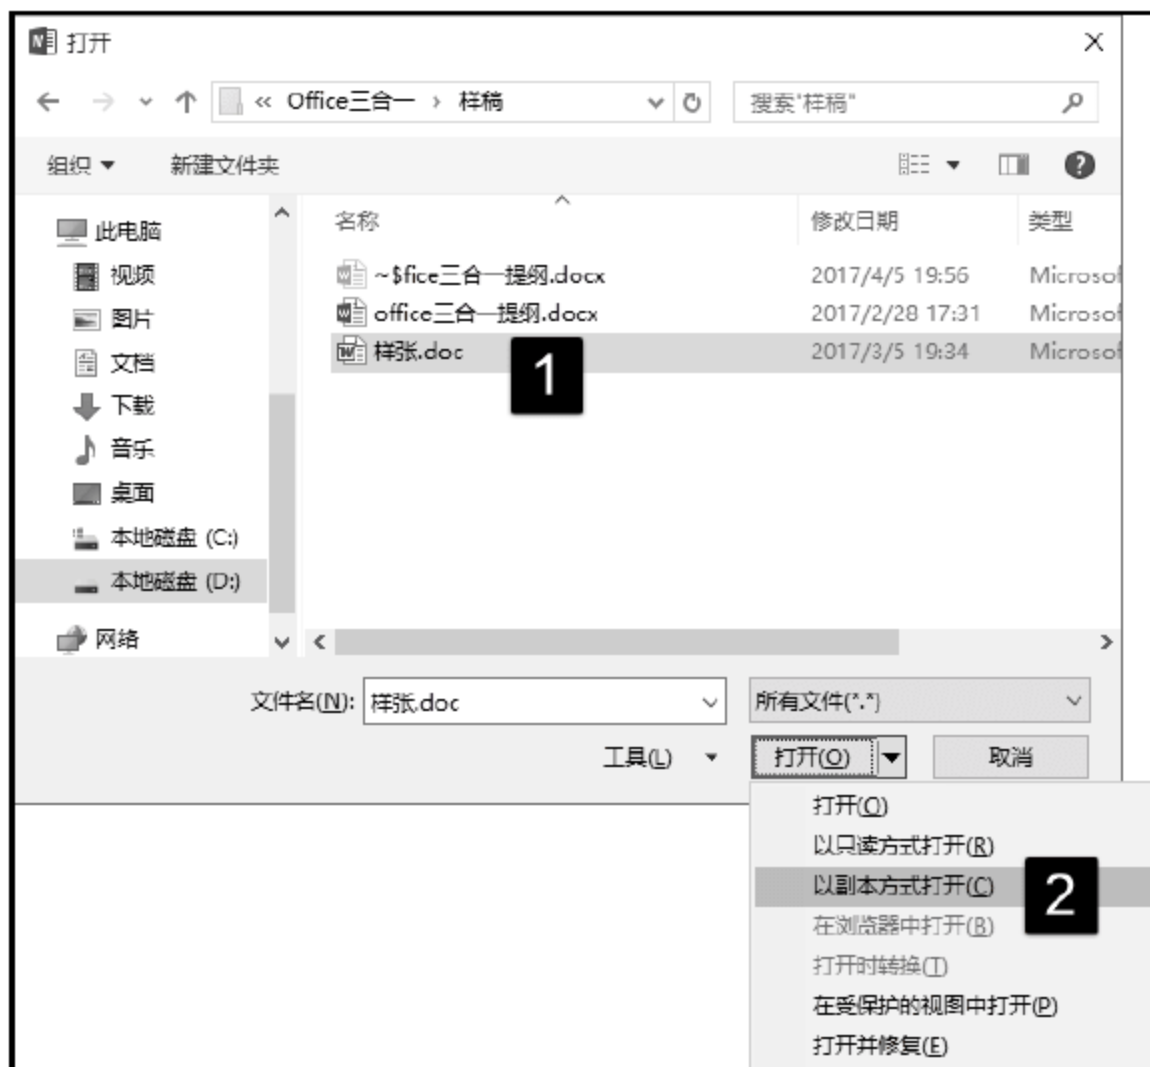 打开
« Office三合一 › 样稿
搜索"样稿"
组织
新建文件夹
名称
修改日期
类型
此电脑
视频
图片
文档
下载
音乐
桌面
本地磁盘 (C:)
本地磁盘 (D:)
网络
~$fice三合一提纲.docx 2017/4/5 19:56 Microsof
office三合一提纲.docx 2017/2/28 17:31 Microsof
样张.doc 2017/3/5 19:34 Microsof
1
文件名(N): 样张.doc
所有文件(*.*)
工具(L)
打开(O)
取消
打开(O)
以只读方式打开(R)
以副本方式打开(C)
2
在浏览器中打开(B)
打开时转换(T)
在受保护的视图中打开(P)
打开并修复(E)